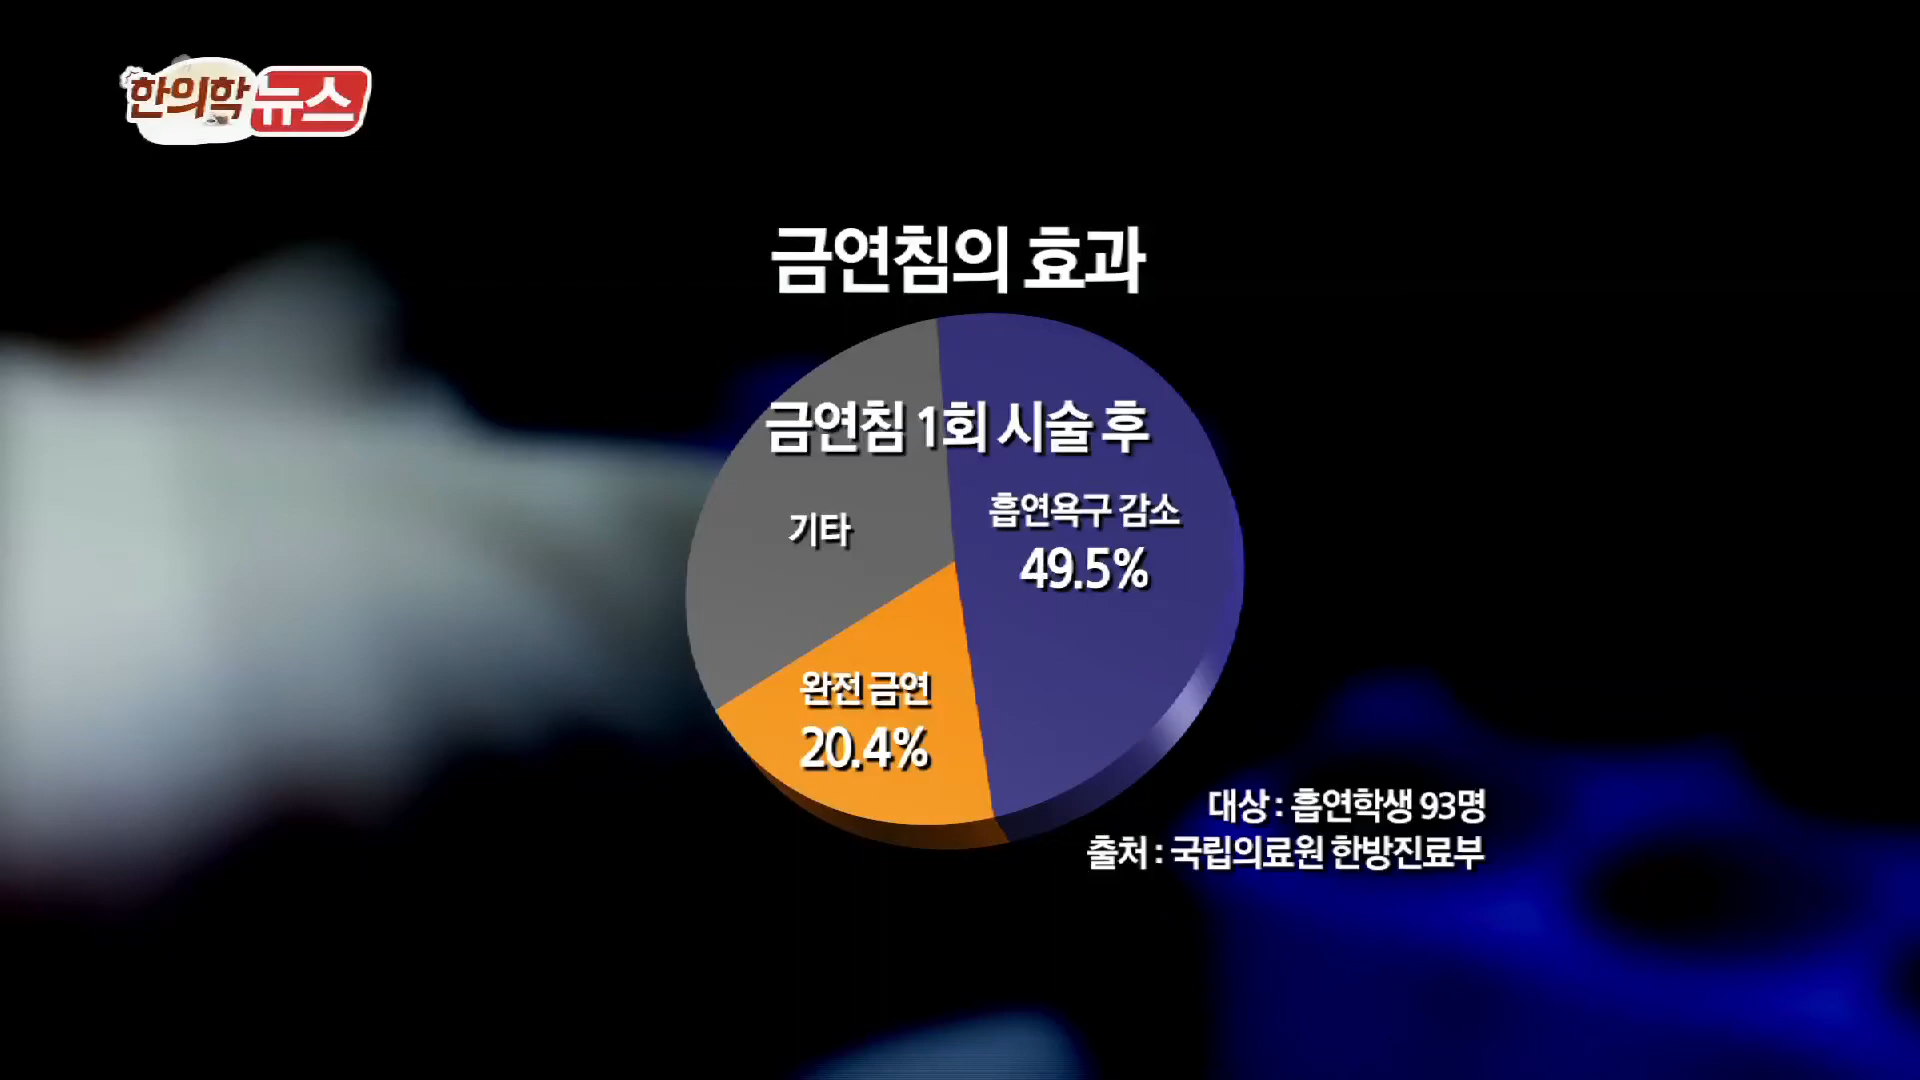 한의학 뉴스
금연침의 효과
금연침 1회 시술 후
기타
흡연욕구 감소
49.5%
완전 금연
20.4%
대상 : 흡연학생 93명
출처 : 국립의료원 한방진료부